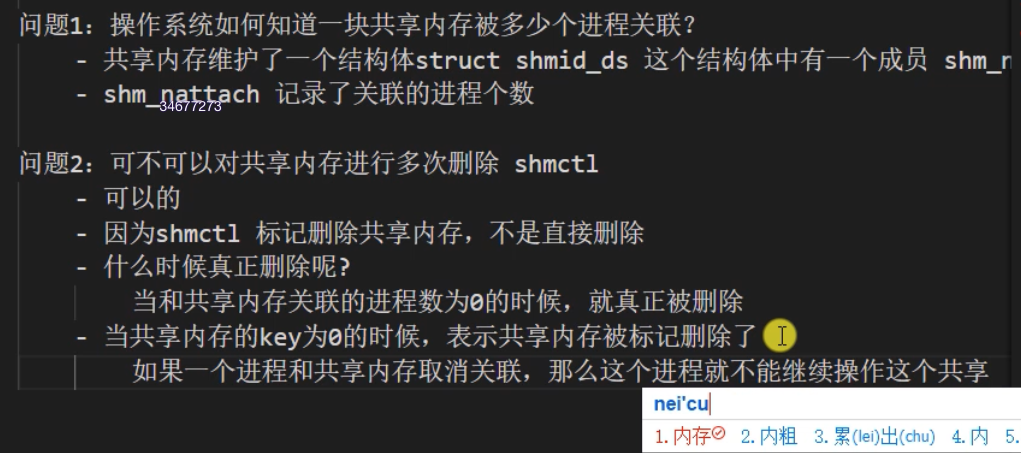 问题1：操作系统如何知道一块共享内存被多少个进程关联？
- 共享内存维护了一个结构体struct shmid_ds 这个结构体中有一个成员 shm_n
- shm_nattach 记录了关联的进程个数
34677273
问题2：可不可以对共享内存进行多次删除 shmctl
- 可以的
- 因为shmctl 标记删除共享内存，不是直接删除
- 什么时候真正删除呢?
当和共享内存关联的进程数为0的时候，就真正被删除
- 当共享内存的key为0的时候，表示共享内存被标记删除了
如果一个进程和共享内存取消关联，那么这个进程就不能继续操作这个共享
nei'cu
1.内存 2.内粗 3.累(lei)出(chu) 4.内 5.